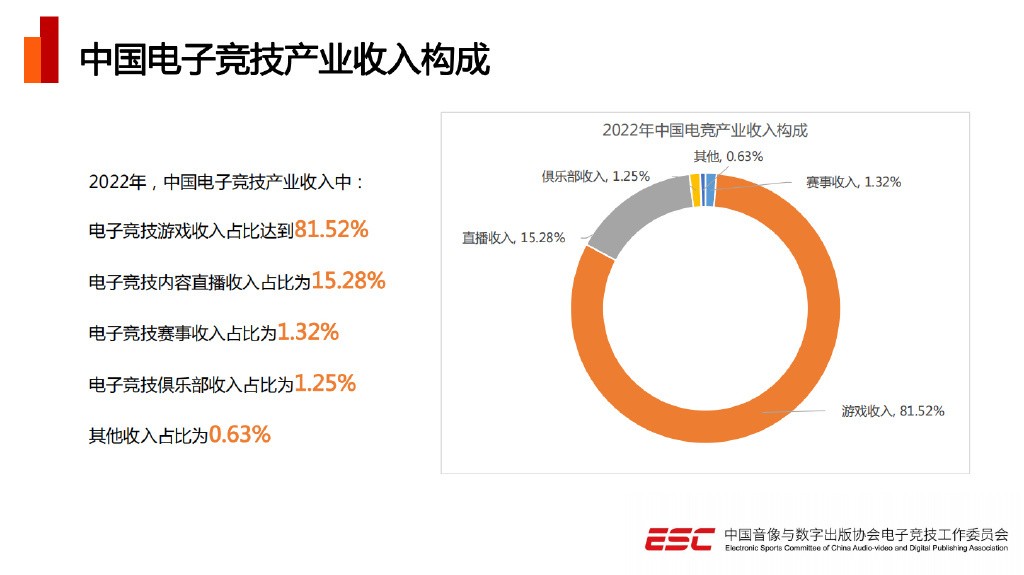 中国电子竞技产业收入构成
2022年，中国电子竞技产业收入中：
电子竞技游戏收入占比达到81.52%
电子竞技内容直播收入占比为15.28%
电子竞技赛事收入占比为1.32%
电子竞技俱乐部收入占比为1.25%
其他收入占比为0.63%
2022年中国电竞产业收入构成
其他, 0.63%
俱乐部收入, 1.25%
赛事收入, 1.32%
直播收入, 15.28%
游戏收入, 81.52%
ESC
中国音像与数字出版协会电子竞技工作委员会
Electronic Sports Committee of China Audio-video and Digital Publishing Association